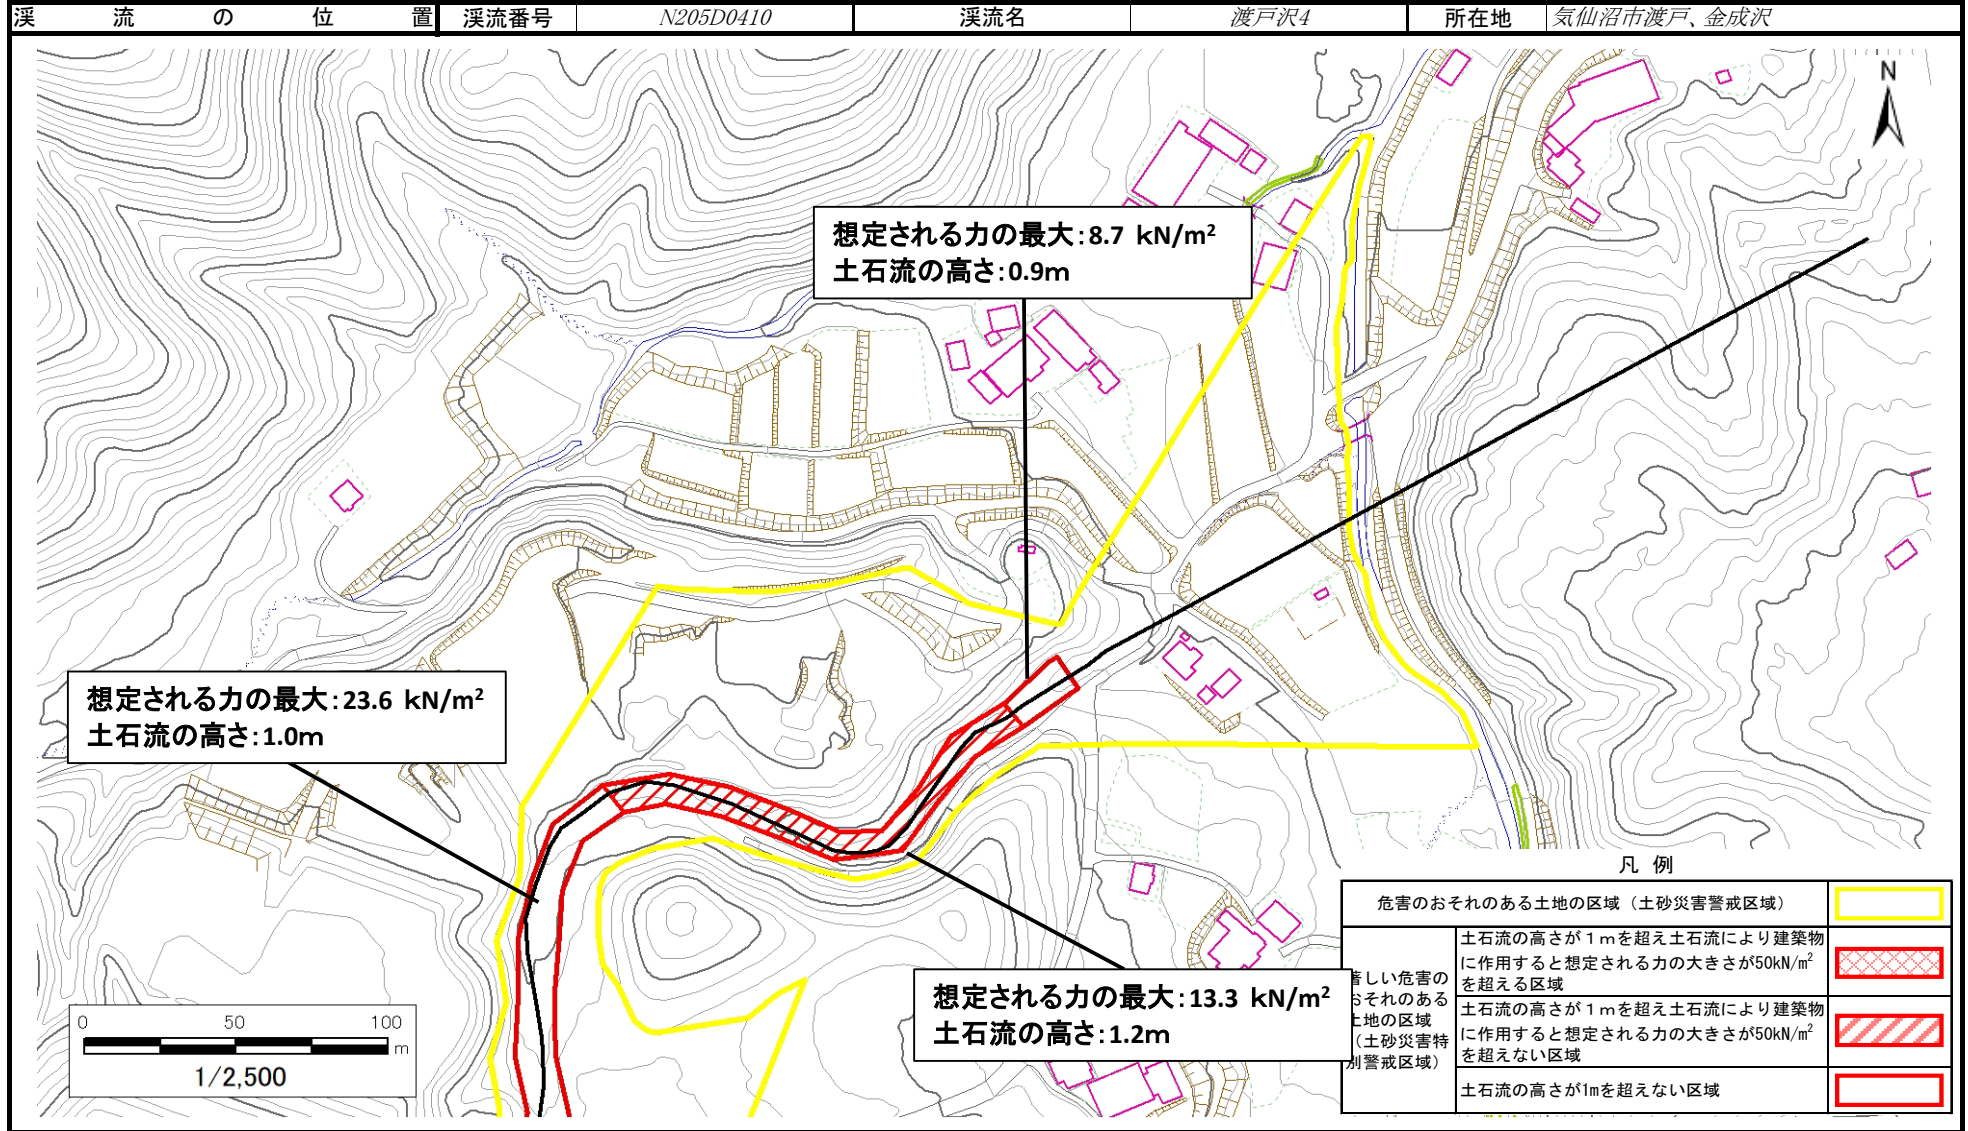 渓流の位置 渓流番号 N205D0410 渓流名 渡戸沢4 所在地 気仙沼市渡戸、金成沢
N
想定される力の最大：8.7 kN/m²
土石流の高さ：0.9m
想定される力の最大：23.6 kN/m²
土石流の高さ：1.0m
想定される力の最大：13.3 kN/m²
土石流の高さ：1.2m
0 50 100
m
1/2,500
凡 例
危害のおそれのある土地の区域（土砂災害警戒区域）
著しい危害の
おそれのある
土地の区域
（土砂災害特
別警戒区域）
土石流の高さが１ｍを超え土石流により建築物
に作用すると想定される力の大きさが50kN/m²
を超える区域
土石流の高さが１ｍを超え土石流により建築物
に作用すると想定される力の大きさが50kN/m²
を超えない区域
土石流の高さが1mを超えない区域